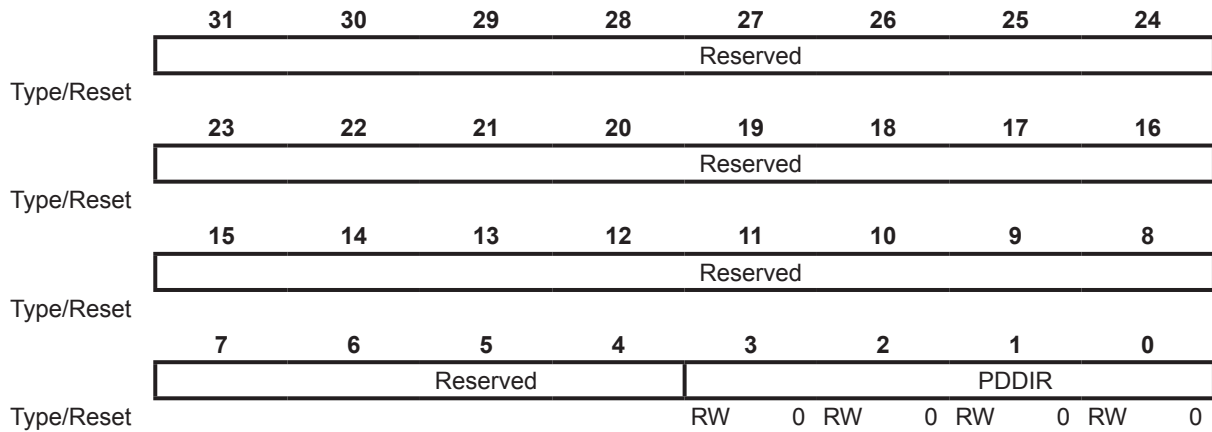 31 30 29 28 27 26 25 24
Reserved
Type/Reset
23 22 21 20 19 18 17 16
Reserved
Type/Reset
15 14 13 12 11 10 9 8
Reserved
Type/Reset
7 6 5 4 3 2 1 0
Reserved PDDIR
Type/Reset RW 0 RW 0 RW 0 RW 0